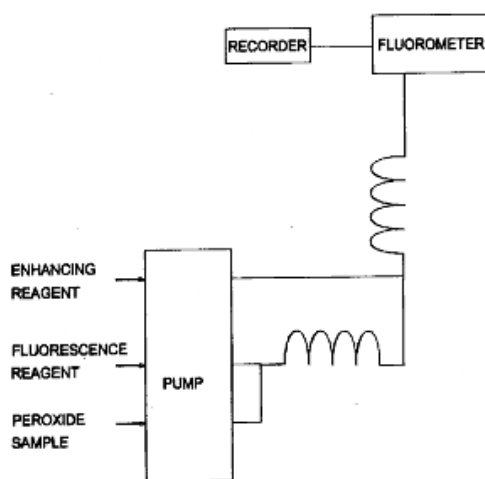 RECORDER
FLUOROMETER
ENHANCING
REAGENT
FLUORESCENCE
REAGENT
PUMP
PEROXIDE
SAMPLE